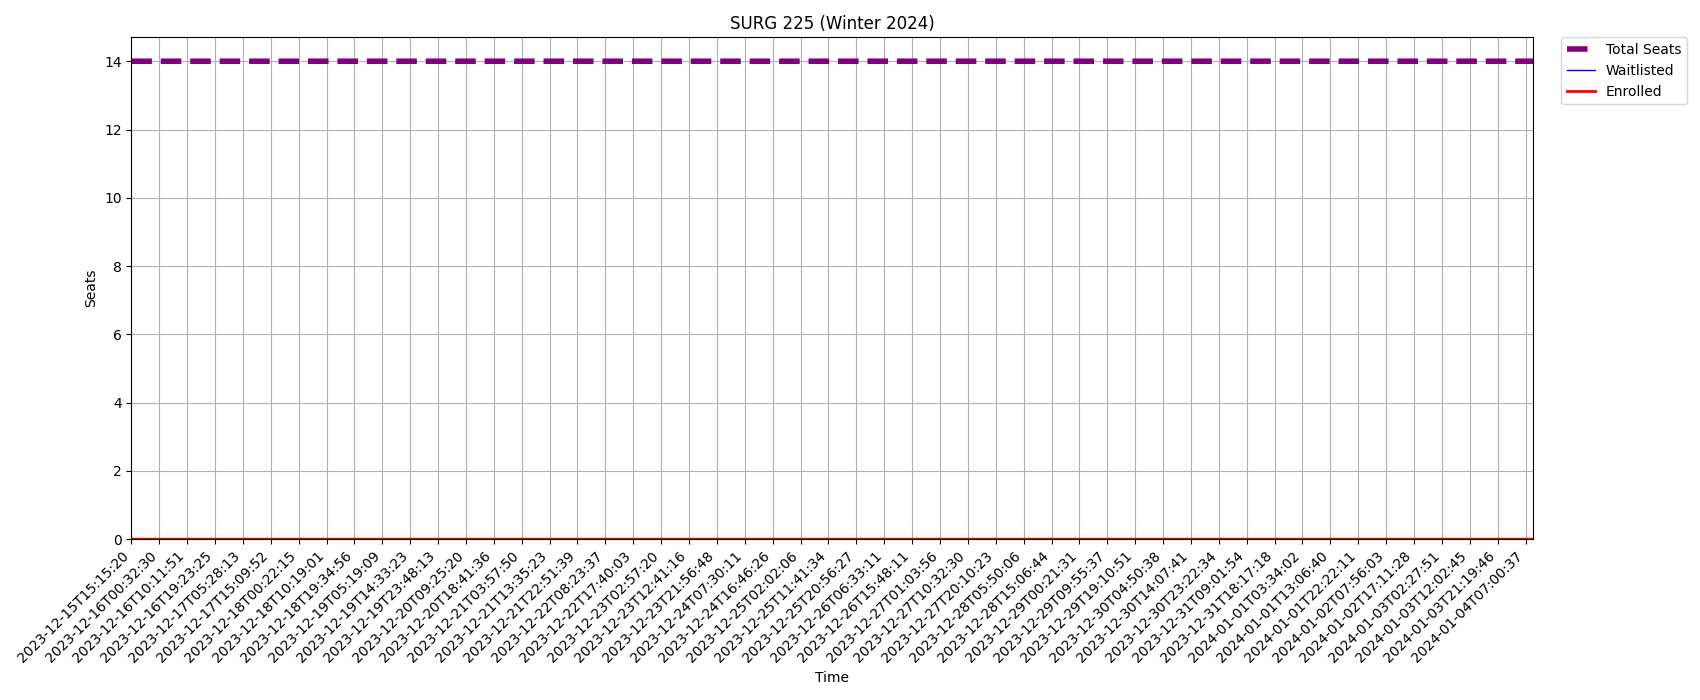 SURG 225 (Winter 2024)
Total Seats
Waitlisted
Enrolled
Seats
14
12
10
8
6
4
2
0
2023-12-15T15:15:20
2023-12-16T00:32:30
2023-12-16T10:11:51
2023-12-16T19:23:25
2023-12-17T05:28:13
2023-12-17T15:09:52
2023-12-18T00:22:15
2023-12-18T10:19:01
2023-12-18T19:34:56
2023-12-19T05:19:09
2023-12-19T14:33:23
2023-12-19T23:48:13
2023-12-20T09:25:20
2023-12-20T18:41:36
2023-12-21T03:57:50
2023-12-21T13:35:23
2023-12-21T22:51:39
2023-12-22T08:23:37
2023-12-22T17:40:03
2023-12-23T02:57:20
2023-12-23T12:41:16
2023-12-23T21:56:48
2023-12-24T07:30:11
2023-12-24T16:46:26
2023-12-25T02:02:06
2023-12-25T11:41:34
2023-12-25T20:56:27
2023-12-26T06:33:11
2023-12-26T15:48:11
2023-12-27T01:03:56
2023-12-27T10:32:30
2023-12-27T20:10:23
2023-12-28T05:50:06
2023-12-28T15:06:44
2023-12-29T00:21:31
2023-12-29T09:55:37
2023-12-29T19:10:51
2023-12-30T04:50:38
2023-12-30T14:07:41
2023-12-30T23:22:34
2023-12-31T09:01:54
2023-12-31T18:17:18
2024-01-01T03:34:02
2024-01-01T13:06:40
2024-01-01T22:22:11
2024-01-02T07:56:03
2024-01-02T17:11:28
2024-01-03T02:27:51
2024-01-03T12:02:45
2024-01-03T21:19:46
2024-01-04T07:00:37
Time